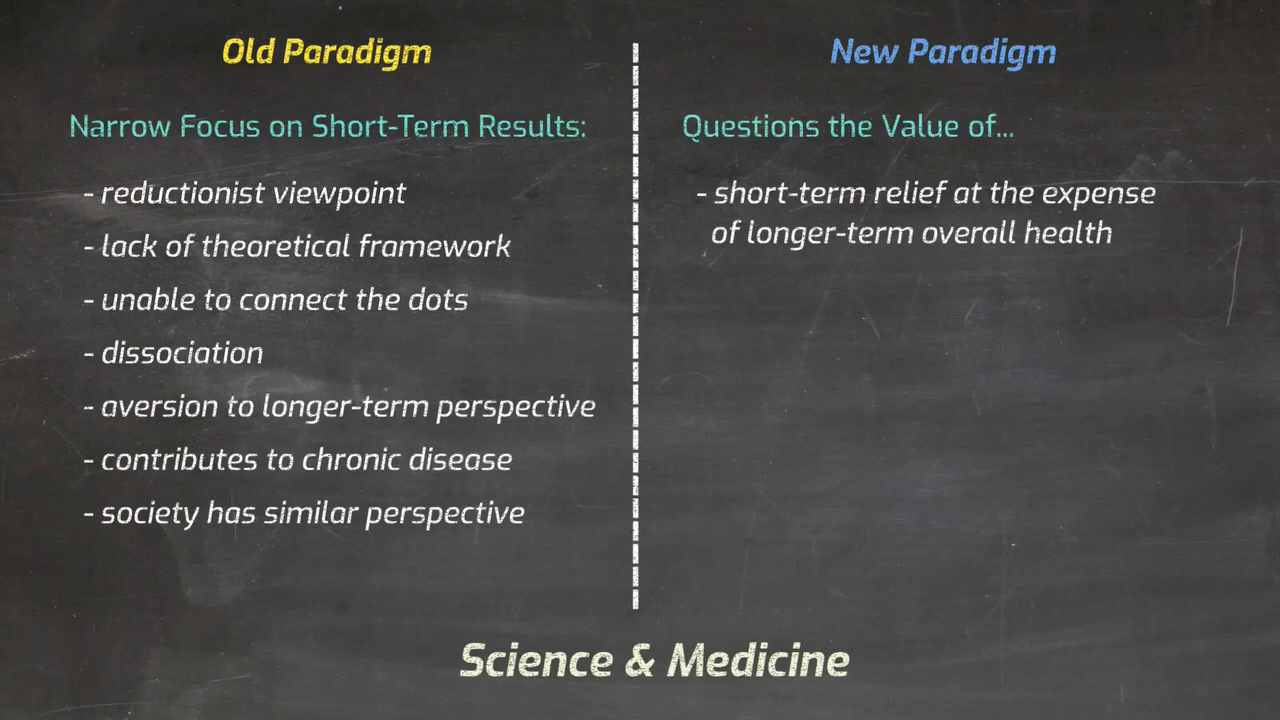 Old Paradigm
Narrow Focus on Short-Term Results:
- reductionist viewpoint
- lack of theoretical framework
- unable to connect the dots
- dissociation
- aversion to longer-term perspective
- contributes to chronic disease
- society has similar perspective
New Paradigm
Questions the Value of...
- short-term relief at the expense
of longer-term overall health
Science & Medicine